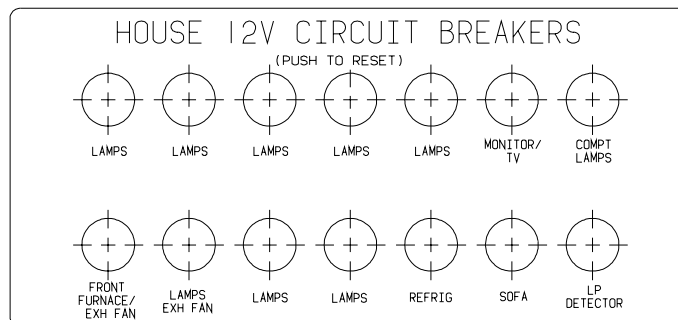 HOUSE 12V CIRCUIT BREAKERS
(PUSH TO RESET)
LAMPS LAMPS LAMPS LAMPS LAMPS MONITOR/ COMPT
TV LAMPS
FRONT LAMPS LAMPS LAMPS REFRIG SOFA LP
FURNACE/ EXH FAN DETECTOR
EXH FAN